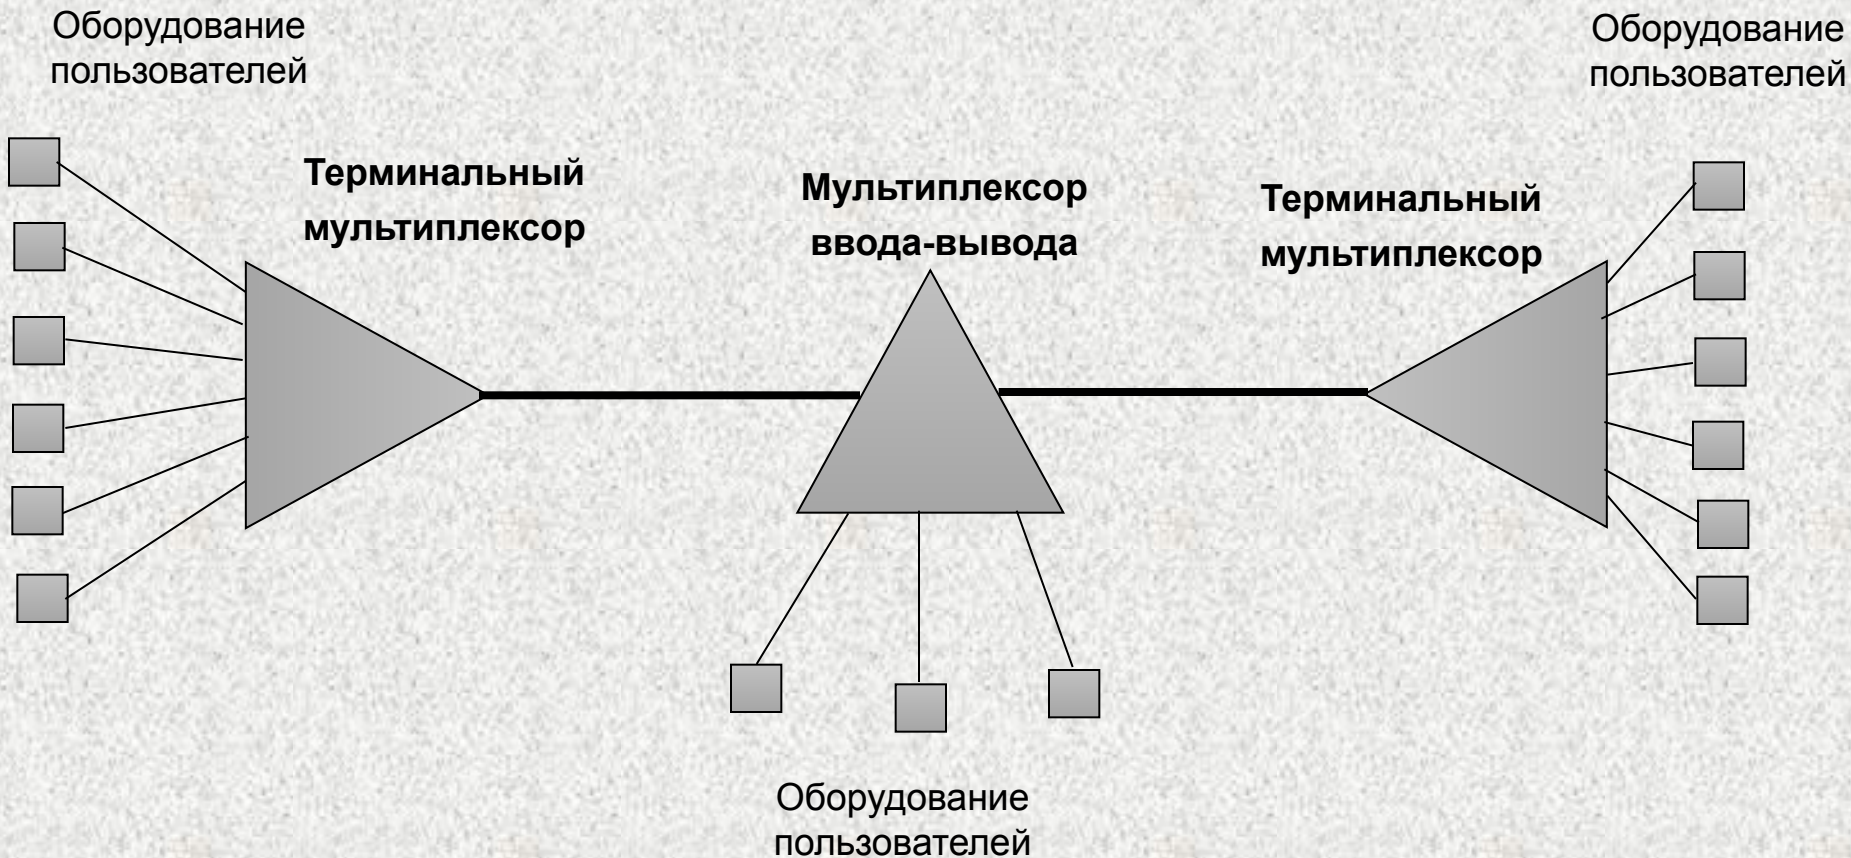 Оборудование
пользователей
Оборудование
пользователей
Терминальный
мультиплексор
Мультиплексор
ввода-вывода
Терминальный
мультиплексор
Оборудование
пользователей